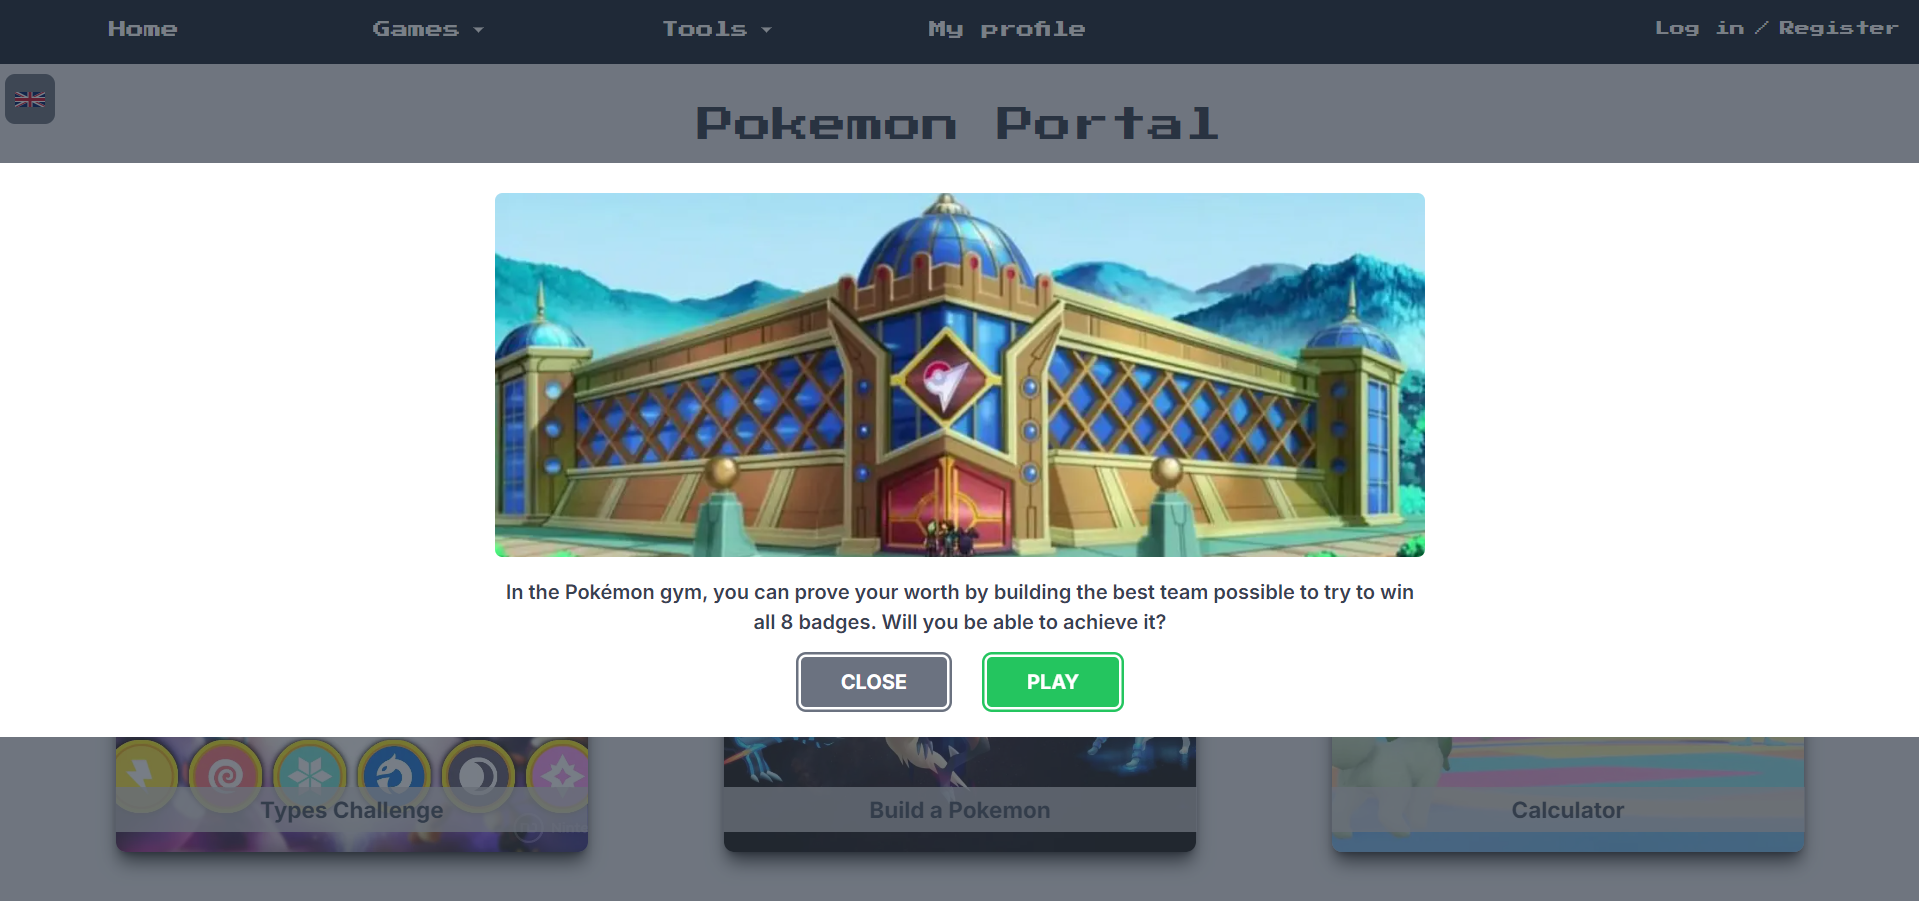 Home
Games
Tools
My profile
Log in / Register
Pokemon Portal
In the Pokémon gym, you can prove your worth by building the best team possible to try to win
all 8 badges. Will you be able to achieve it?
CLOSE
PLAY
Types Challenge
Build a Pokemon
Calculator